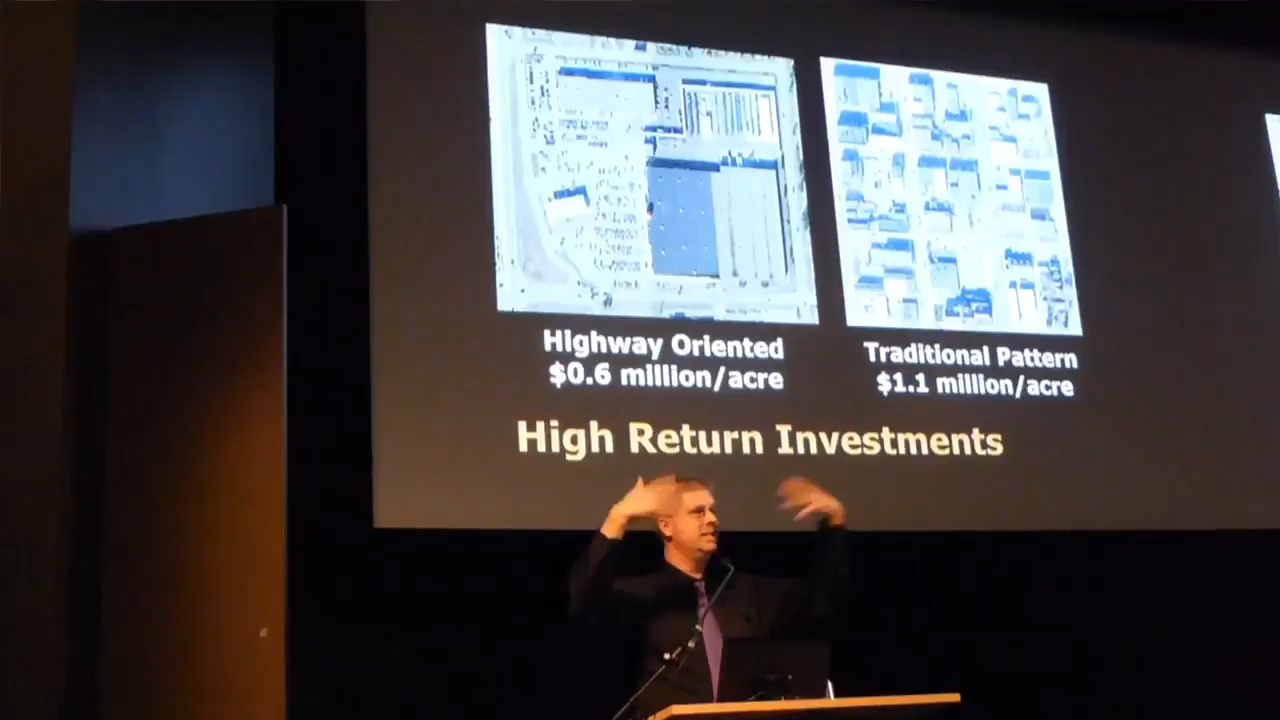 Highway Oriented
$0.6 million/acre
Traditional Pattern
$1.1 million/acre
High Return Investments